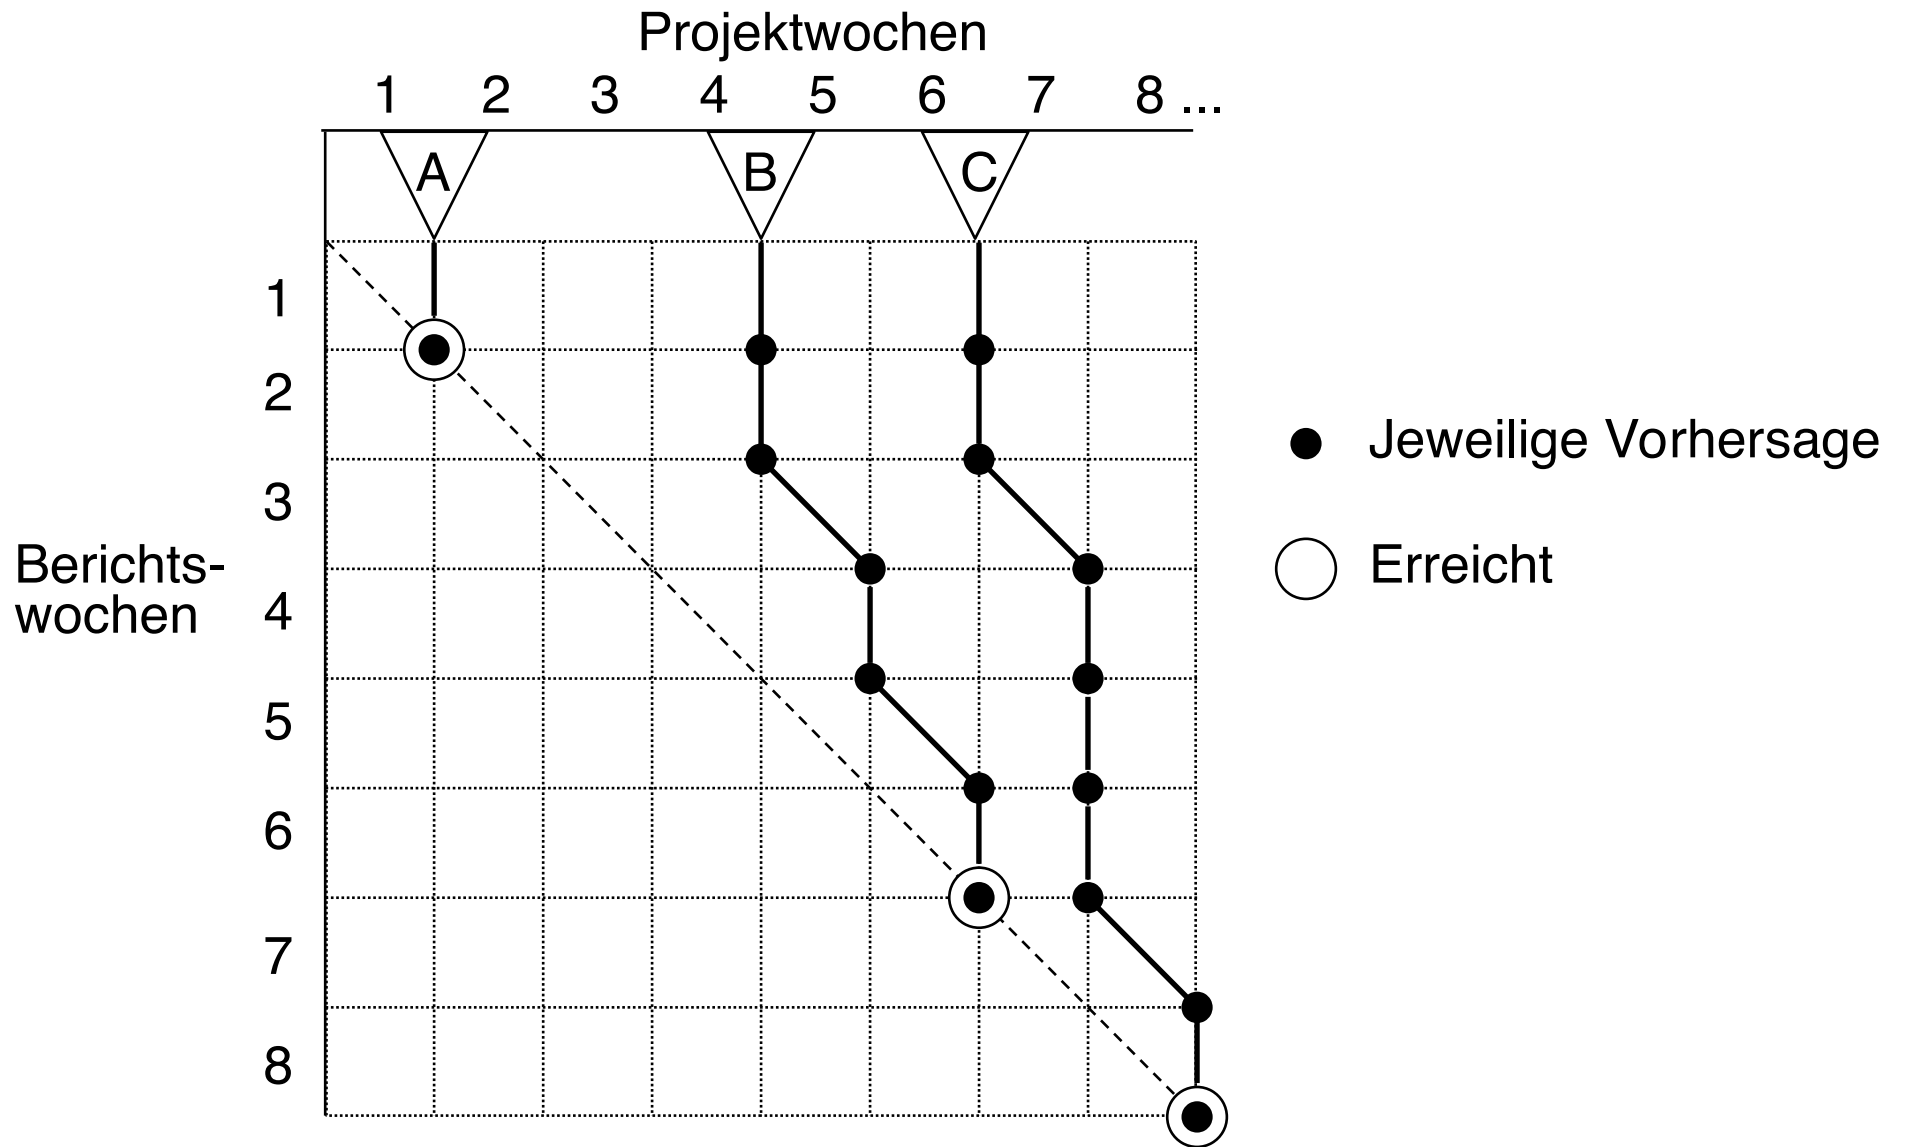 Projektwochen
1 2 3 4 5 6 7 8 ...
A B C
1
2
3
4
5
6
7
8
Berichts-
wochen
Jeweilige Vorhersage
Erreicht